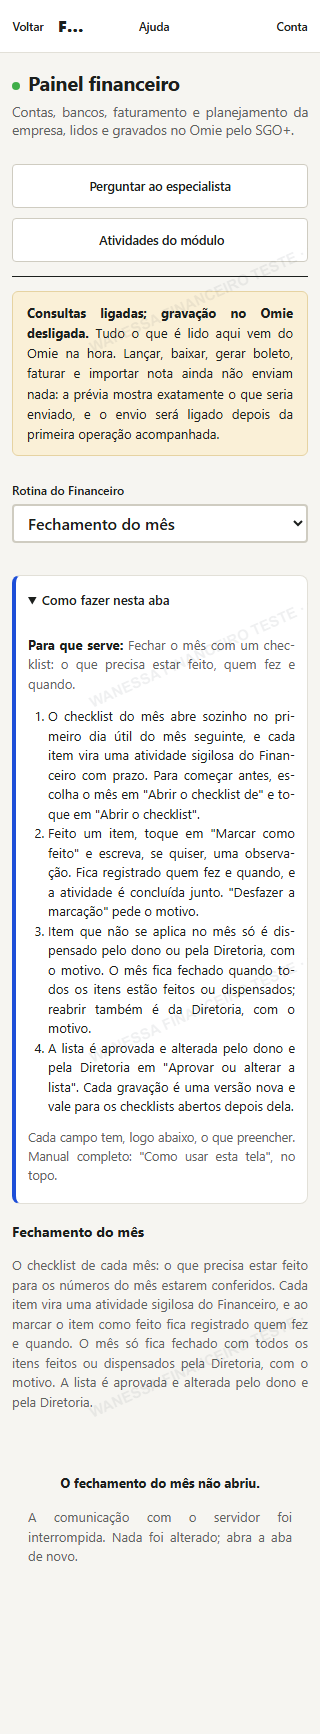 Voltar F... Ajuda Conta
Painel financeiro
Contas, bancos, faturamento e planejamento da
empresa, lidos e gravados no Omie pelo SGO+.
Perguntar ao especialista
Atividades do módulo
Consultas ligadas; gravação no Omie
desligada. Tudo o que é lido aqui vem do
Omie na hora. Lançar, baixar, gerar boleto,
faturar e importar nota ainda não enviam
nada: a prévia mostra exatamente o que seria
enviado, e o envio será ligado depois da
primeira operação acompanhada.
WANESSA FINANCEIRO TESTE
Rotina do Financeiro
Fechamento do mês
▼ Como fazer nesta aba
Para que serve: Fechar o mês com um chec-
klist: o que precisa estar feito, quem fez e
quando.
WANESSA FINANCEIRO TESTE
1. O checklist do mês abre sozinho no pri-
meiro dia útil do mês seguinte, e cada
item vira uma atividade sigilosa do Finan-
ceiro com prazo. Para começar antes, es-
colha o mês em "Abrir o checklist de" e to-
que em "Abrir o checklist".
2. Feito um item, toque em "Marcar como
feito" e escreva, se quiser, uma observa-
ção. Fica registrado quem fez e quando, e
a atividade é concluída junto. "Desfazer a
marcação" pede o motivo.
3. Item que não se aplica no mês só é dis-
pensado pelo dono ou pela Diretoria, com
o motivo. O mês fica fechado quando to-
dos os itens estão feitos ou dispensados;
reabrir também é da Diretoria, com o
motivo.
WANESSA FINANCEIRO TESTE
4. A lista é aprovada e alterada pelo dono e
pela Diretoria em "Aprovar ou alterar a
lista". Cada gravação é uma versão nova e
vale para os checklists abertos depois dela.
Cada campo tem, logo abaixo, o que preencher.
Manual completo: "Como usar esta tela", no
topo.
Fechamento do mês
O checklist de cada mês: o que precisa estar feito
para os números do mês estarem conferidos. Cada
item vira uma atividade sigilosa do Financeiro, e ao
marcar o item como feito fica registrado quem fez
e quando. O mês só fica fechado com todos os
itens feitos ou dispensados pela Diretoria, com o
motivo. A lista é aprovada e alterada pelo dono e
pela Diretoria.
WANESSA FINANCEIRO TESTE
O fechamento do mês não abriu.
A comunicação com o servidor foi
interrompida. Nada foi alterado; abra a aba
de novo.